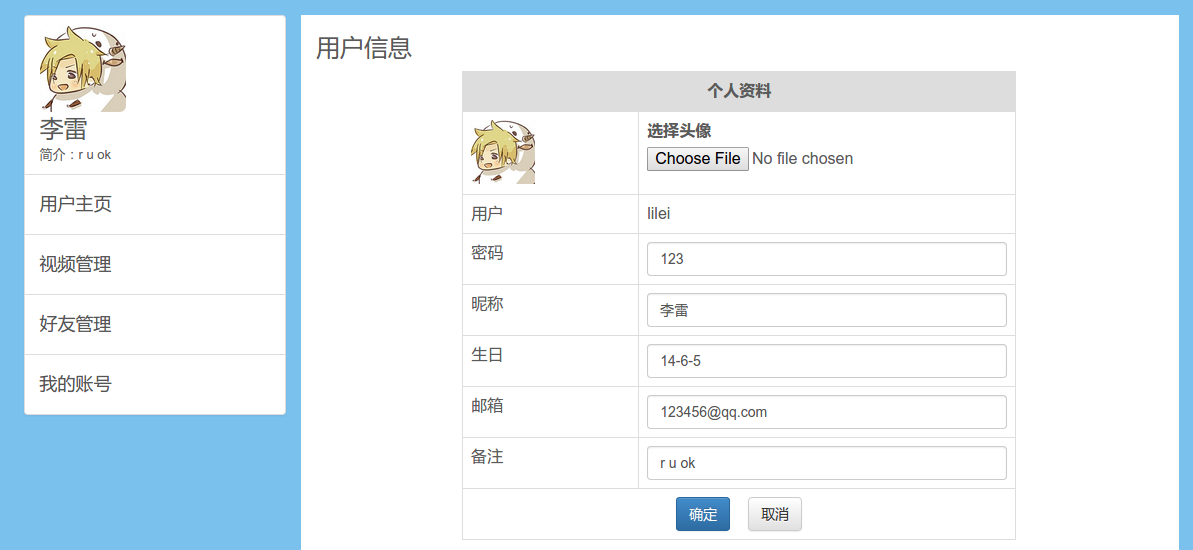 李雷
简介：r u ok
用户主页
视频管理
好友管理
我的账号
用户信息
个人资料
选择头像
Choose File No file chosen
用户 lilei
密码 123
昵称 李雷
生日 14-6-5
邮箱 123456@qq.com
备注 r u ok
确定 取消